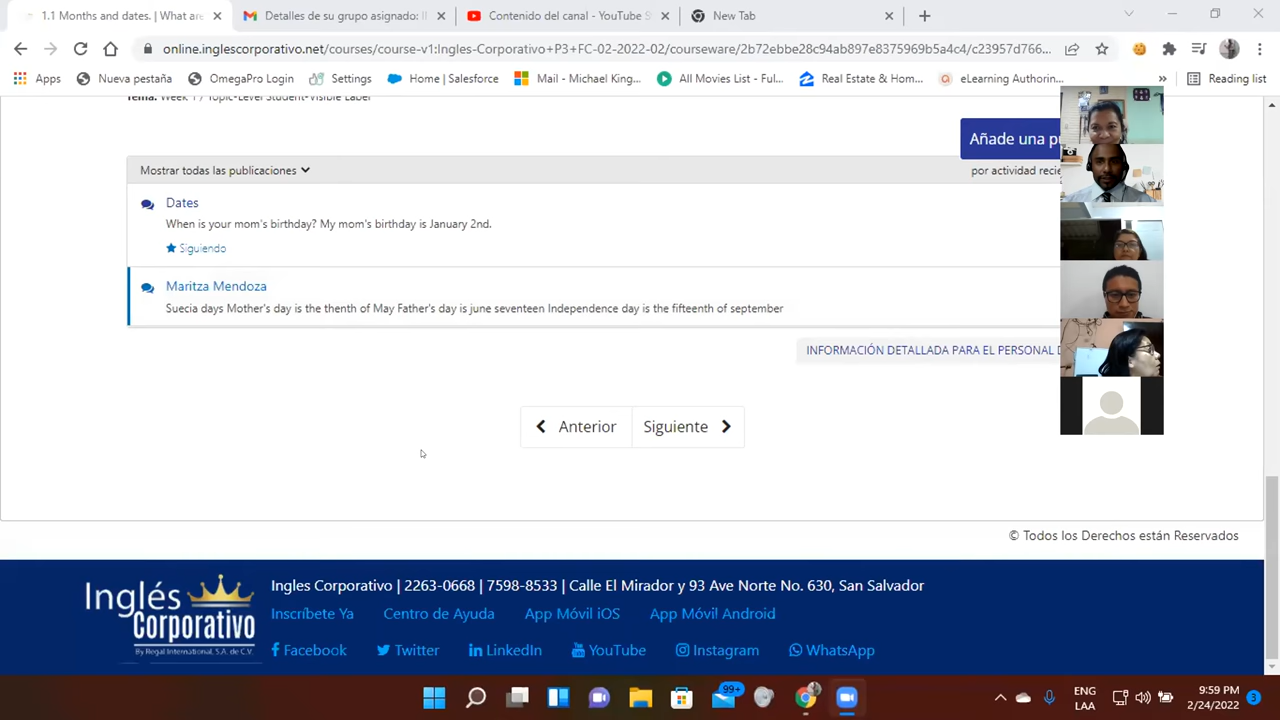 1.1 Months and dates. | What are
Detalles de su grupo asignado: I
Contenido del canal - YouTube S
New Tab
online.inglescorporativo.net/courses/course-v1:Ingles-Corporativo+P3+FC-02-2022-02/courseware/2b72ebbe28c94ab897e8375969b5a4c4/c23957d766...
Apps
Nueva pestaña
OmegaPro Login
Settings
Home | Salesforce
Mail - Michael King...
All Movies List - Ful...
Real Estate & Hom...
eLearning Authorin...
»
Reading list
Tema: Week 1 / Topic-Level Student-Visible Label
Añade una p
Mostrar todas las publicaciones
por actividad recie
Dates
When is your mom's birthday? My mom's birthday is January 2nd.
Siguiendo
Maritza Mendoza
Suecia days Mother's day is the thenth of May Father's day is june seventeen Independence day is the fifteenth of september
INFORMACIÓN DETALLADA PARA EL PERSONAL D
Anterior
Siguiente
© Todos los Derechos están Reservados
Inglés Corporativo
By Regal International, S.A. de C.V.
Ingles Corporativo | 2263-0668 | 7598-8533 | Calle El Mirador y 93 Ave Norte No. 630, San Salvador
Inscríbete Ya
Centro de Ayuda
App Móvil iOS
App Móvil Android
Facebook
Twitter
LinkedIn
YouTube
Instagram
WhatsApp
99+
ENG
LAA
9:59 PM
2/24/2022
3